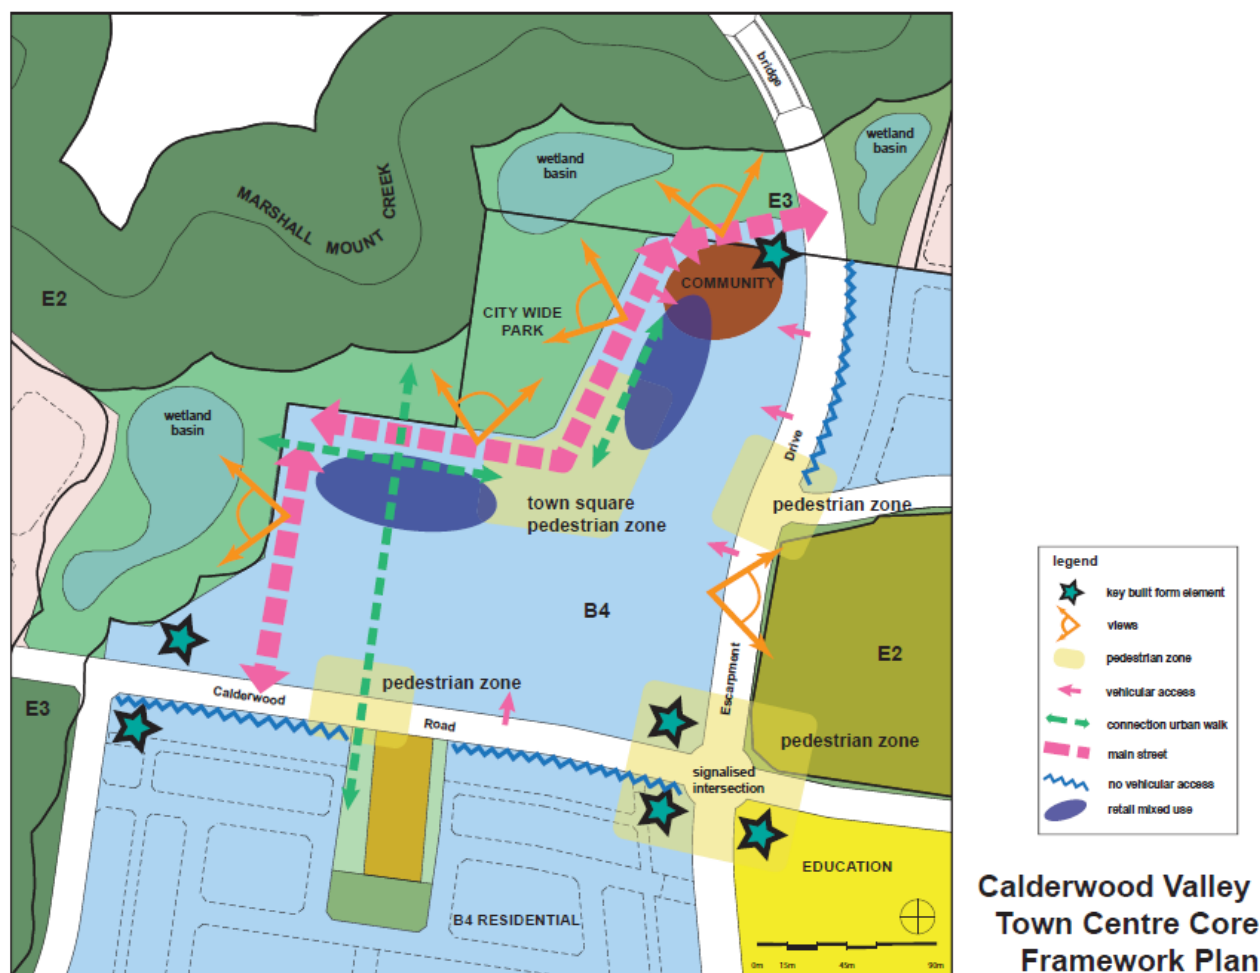 bridge
wetland
basin
wetland
basin
MARSHALL MOUNT CREEK
E3
E2
COMMUNITY
CITY WIDE
PARK
wetland
basin
Drive
town square
pedestrian zone
pedestrian zone
B4
E2
Escarpment
pedestrian zone
Calderwood Road
E3
pedestrian zone
signalised
intersection
EDUCATION
B4 RESIDENTIAL
0m 15m 45m 90m
legend
key built form element
views
pedestrian zone
vehicular access
connection urban walk
main street
no vehicular access
retail mixed use
Calderwood Valley
Town Centre Core
Framework Plan